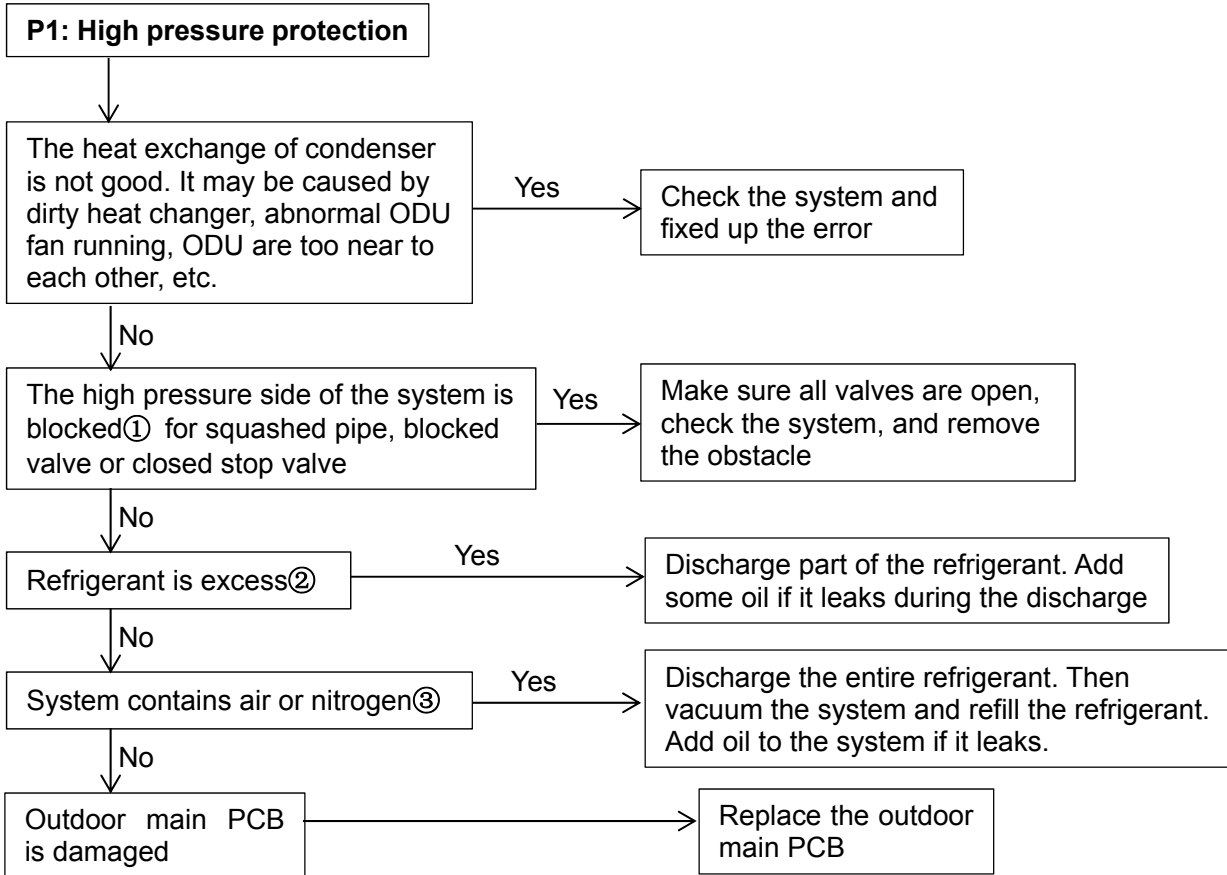 P1: High pressure protection
The heat exchange of condenser
is not good. It may be caused by
dirty heat changer, abnormal ODU
fan running, ODU are too near to
each other, etc.
Yes
Check the system and
fixed up the error
No
The high pressure side of the system is
blocked① for squashed pipe, blocked
valve or closed stop valve
Yes
Make sure all valves are open,
check the system, and remove
the obstacle
No
Refrigerant is excess②
Yes
Discharge part of the refrigerant. Add
some oil if it leaks during the discharge
No
System contains air or nitrogen③
Yes
Discharge the entire refrigerant. Then
vacuum the system and refill the refrigerant.
Add oil to the system if it leaks.
No
Outdoor main PCB
is damaged
Replace the outdoor
main PCB